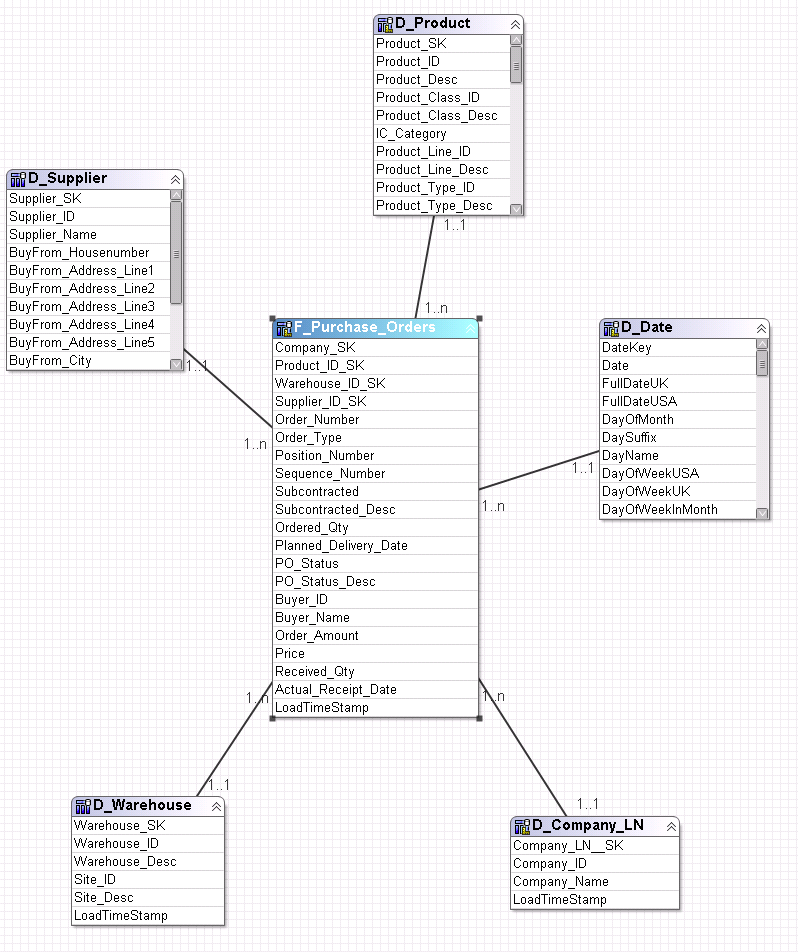 D_Product
Product_SK
Product_ID
Product_Desc
Product_Class_ID
Product_Class_Desc
IC_Category
Product_Line_ID
Product_Line_Desc
Product_Type_ID
Product_Type_Desc
1..1
1..n
D_Supplier
Supplier_SK
Supplier_ID
Supplier_Name
BuyFrom_Housenumber
BuyFrom_Address_Line1
BuyFrom_Address_Line2
BuyFrom_Address_Line3
BuyFrom_Address_Line4
BuyFrom_Address_Line5
BuyFrom_City
1..1
1..n
F_Purchase_Orders
Company_SK
Product_ID_SK
Warehouse_ID_SK
Supplier_ID_SK
Order_Number
Order_Type
Position_Number
Sequence_Number
Subcontracted
Subcontracted_Desc
Ordered_Qty
Planned_Delivery_Date
PO_Status
PO_Status_Desc
Buyer_ID
Buyer_Name
Order_Amount
Price
Received_Qty
Actual_Receipt_Date
LoadTimeStamp
D_Date
DateKey
Date
FullDateUK
FullDateUSA
DayOfMonth
DaySuffix
DayName
DayOfWeekUSA
DayOfWeekUK
DayOfWeekInMonth
1..1
1..n
1..n
1..1
D_Warehouse
Warehouse_SK
Warehouse_ID
Warehouse_Desc
Site_ID
Site_Desc
LoadTimeStamp
1..n
1..1
D_Company_LN
Company_LN__SK
Company_ID
Company_Name
LoadTimeStamp